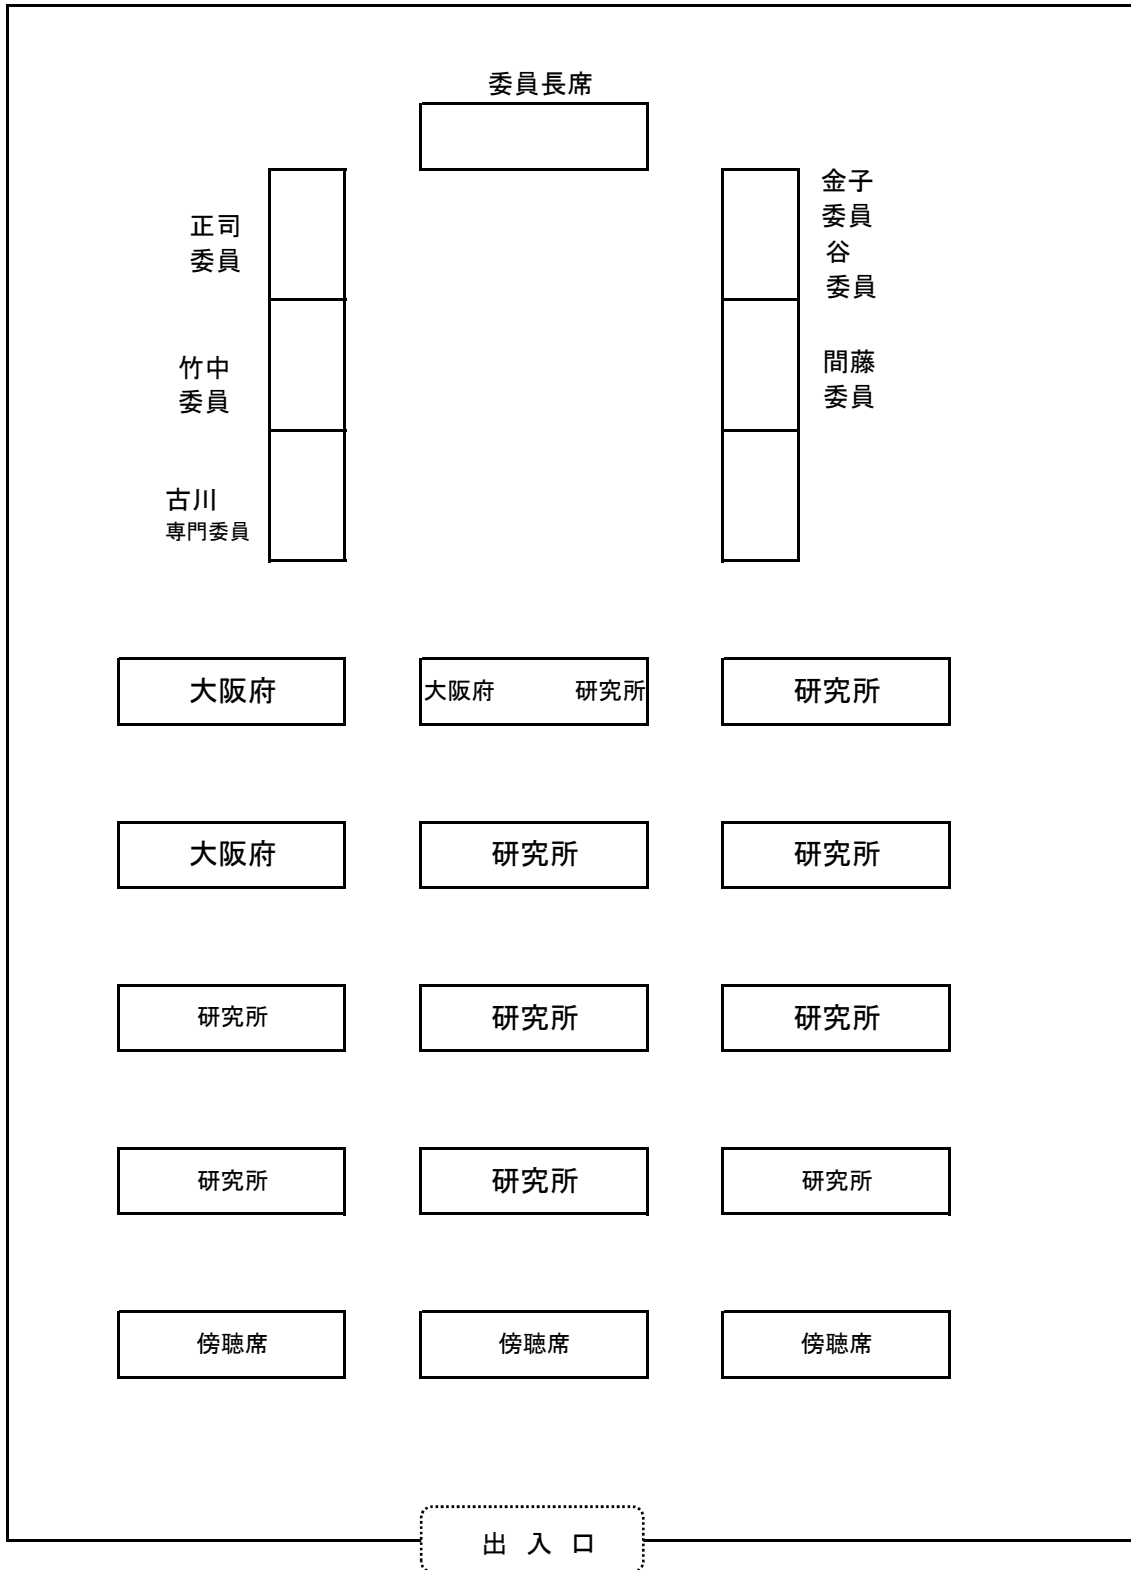 委員長席
正司
委員
金子
委員
谷
委員
竹中
委員
間藤
委員
古川
専門委員
大阪府
大阪府 研究所
研究所
大阪府
研究所
研究所
研究所
研究所
研究所
研究所
研究所
研究所
傍聴席
傍聴席
傍聴席
出 入 口